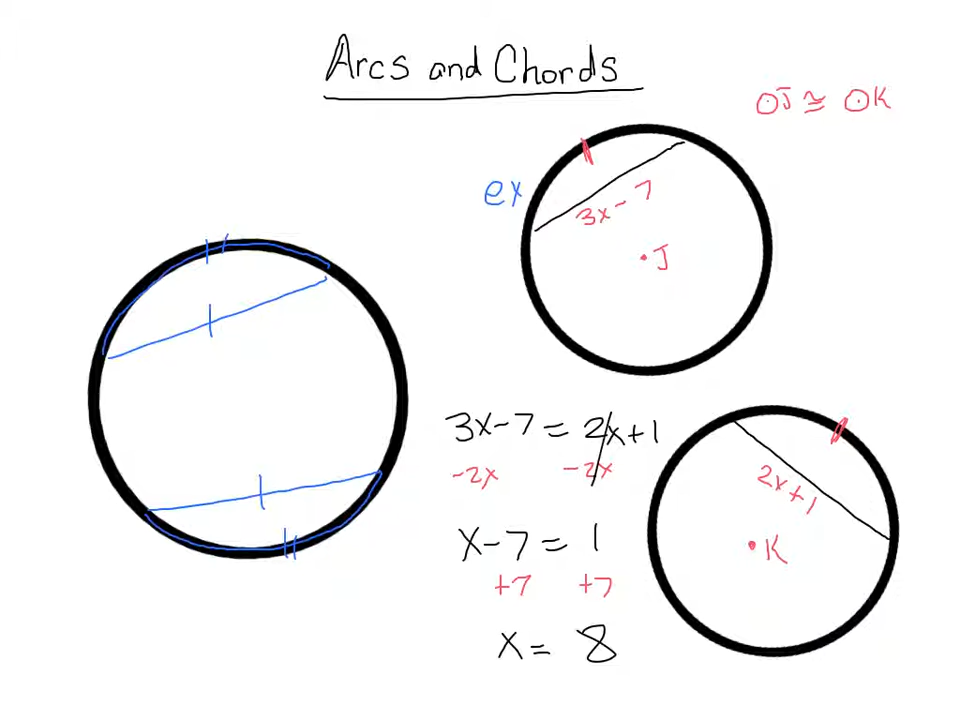 Arcs and Chords
⊙J ≅ ⊙K
ex
3x - 7
J
3x - 7 = 2x + 1
-2x -2x
x - 7 = 1
+7 +7
x = 8
2x + 1
K